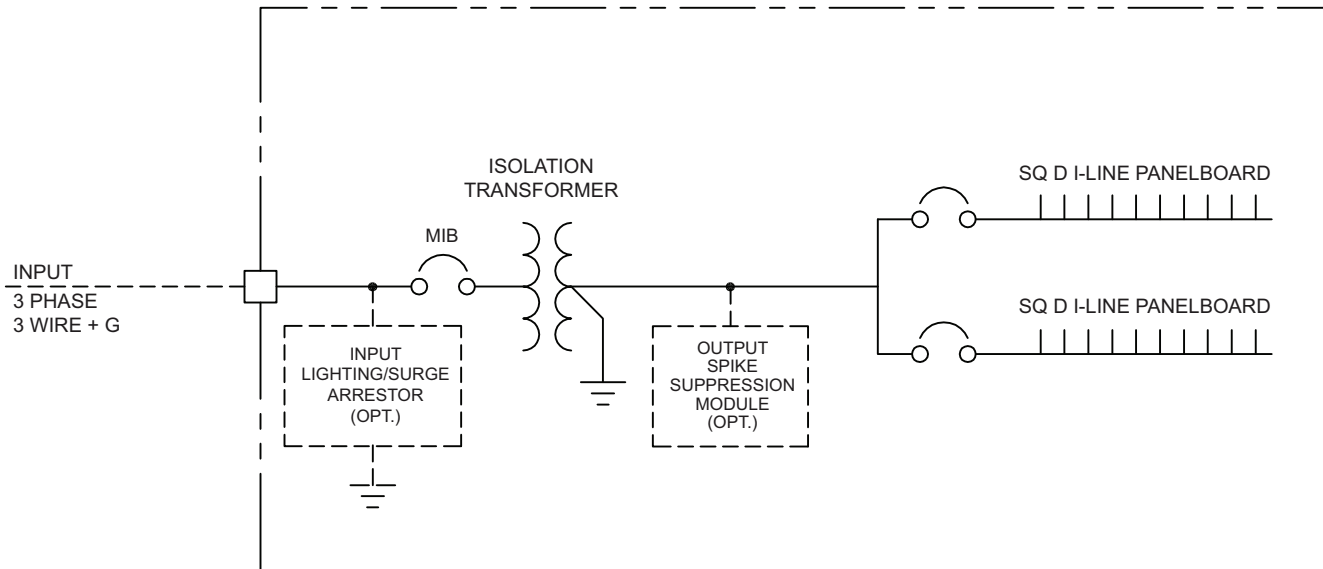 INPUT
3 PHASE
3 WIRE + G
INPUT
LIGHTING/SURGE
ARRESTOR
(OPT.)
MIB
ISOLATION
TRANSFORMER
OUTPUT
SPIKE
SUPPRESSION
MODULE
(OPT.)
SQ D I-LINE PANELBOARD
SQ D I-LINE PANELBOARD